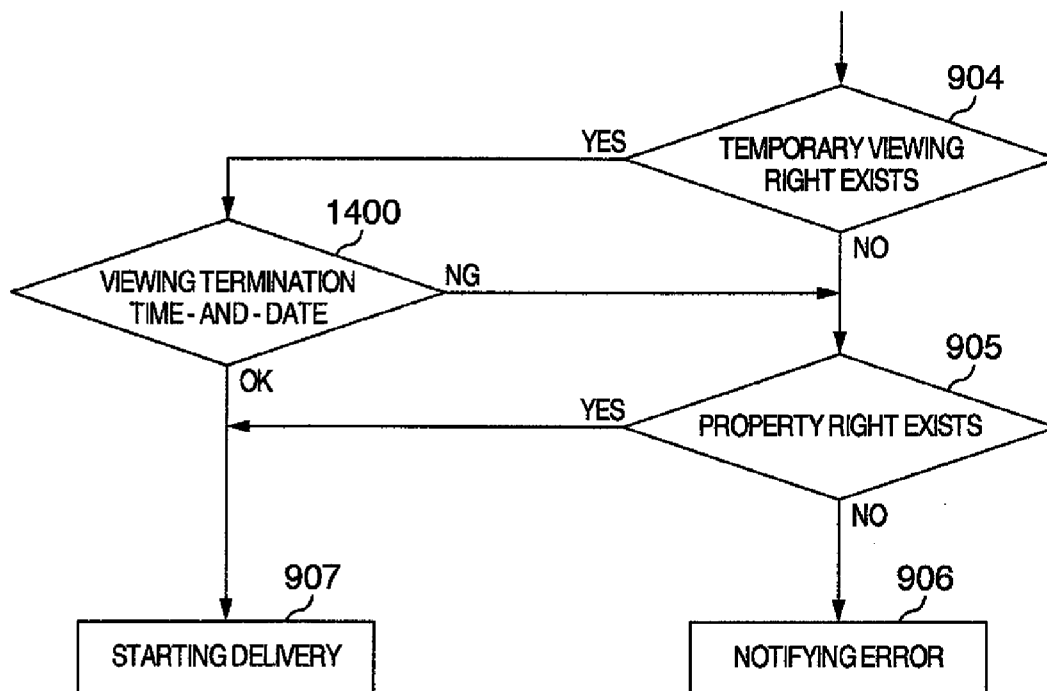 904
YES
TEMPORARY VIEWING
RIGHT EXISTS
1400
NO
VIEWING TERMINATION
TIME-AND-DATE
NG
OK
905
YES
PROPERTY RIGHT EXISTS
NO
907
906
STARTING DELIVERY
NOTIFYING ERROR